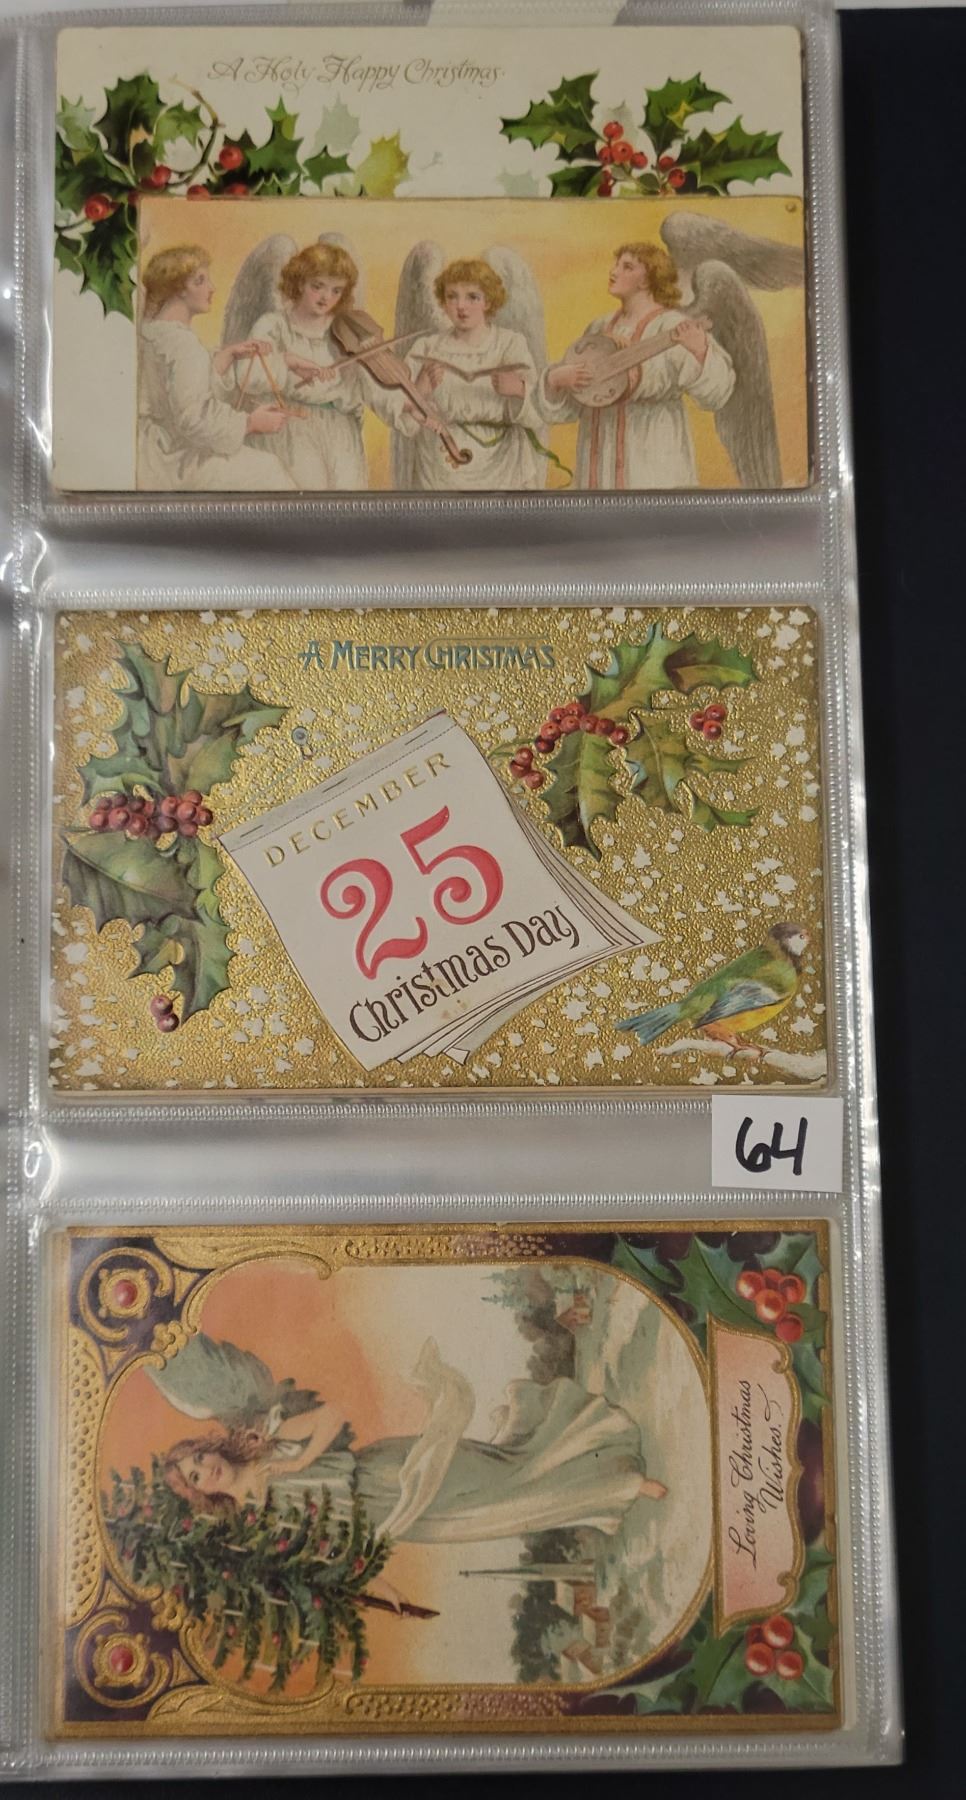 A Holy Happy Christmas.
A MERRY CHRISTMAS
DECEMBER
25
Christmas Day
64
Loving Christmas
Wishes.